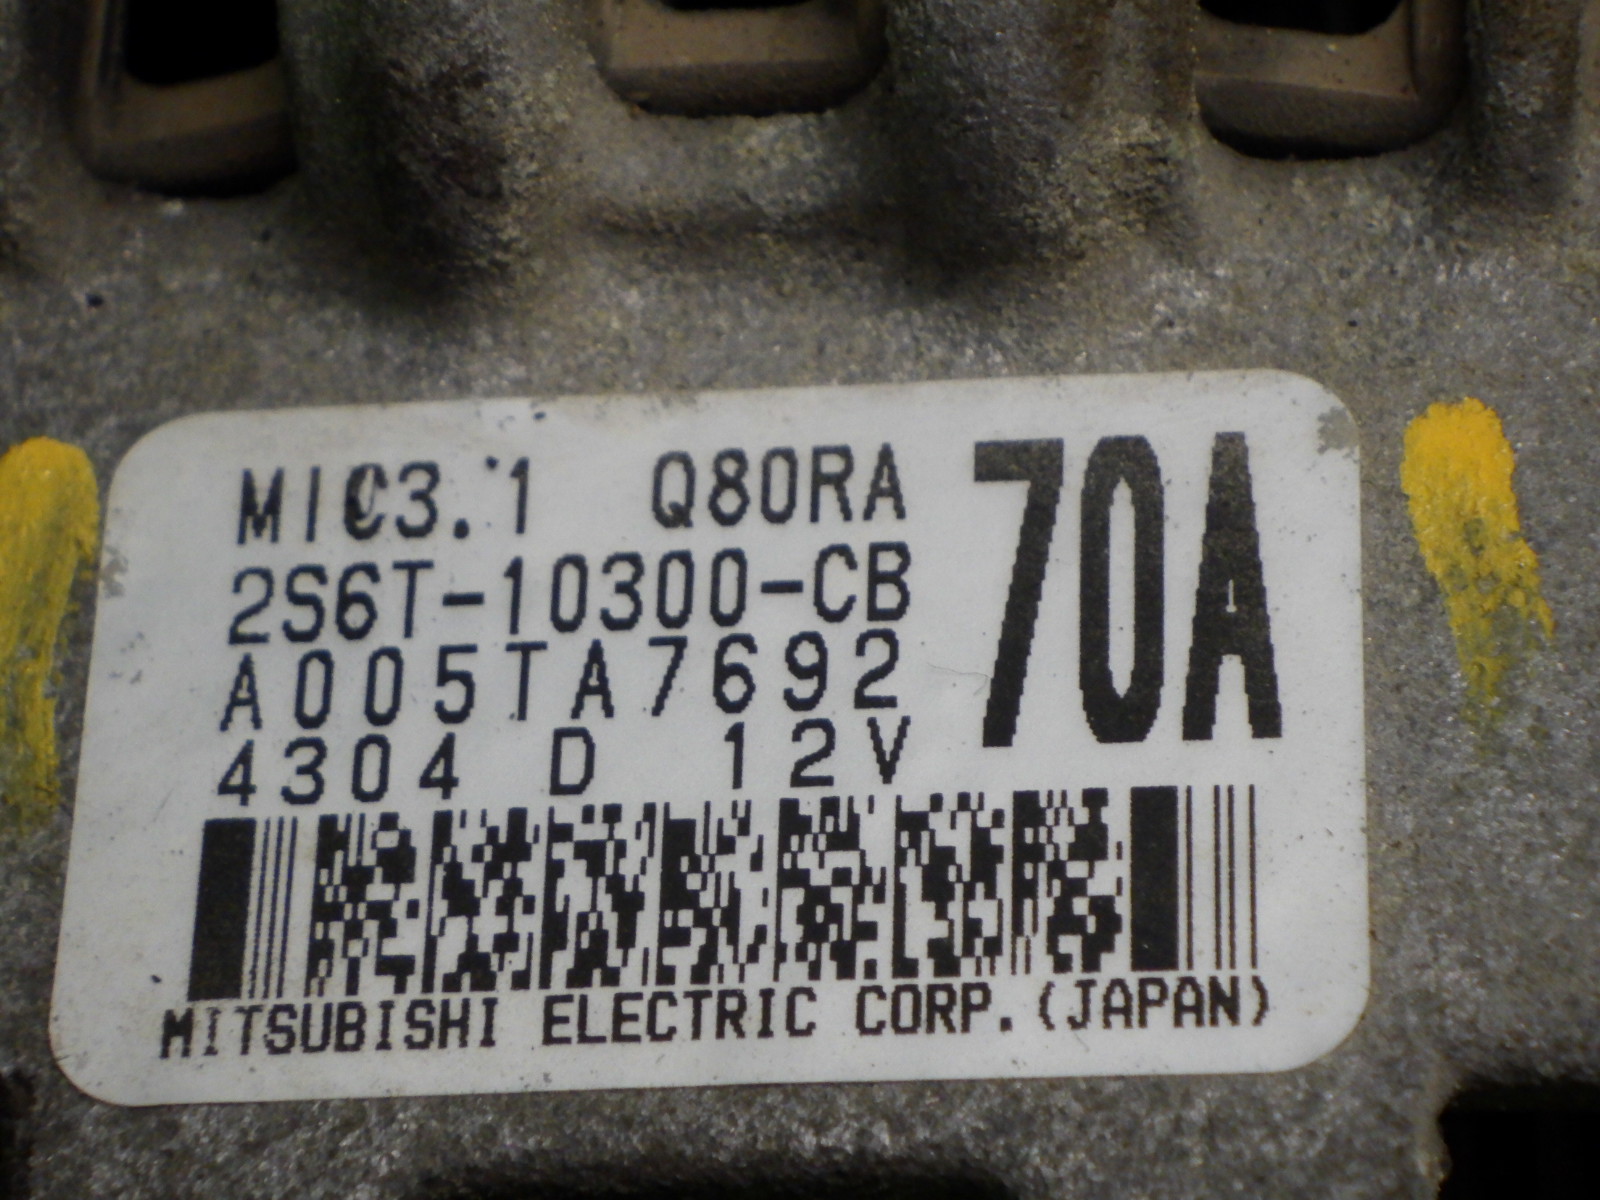 MIC3.1 Q80RA 70A
2S6T-10300-CB
A005TA7692
4304 D 12V
MITSUBISHI ELECTRIC CORP.(JAPAN)